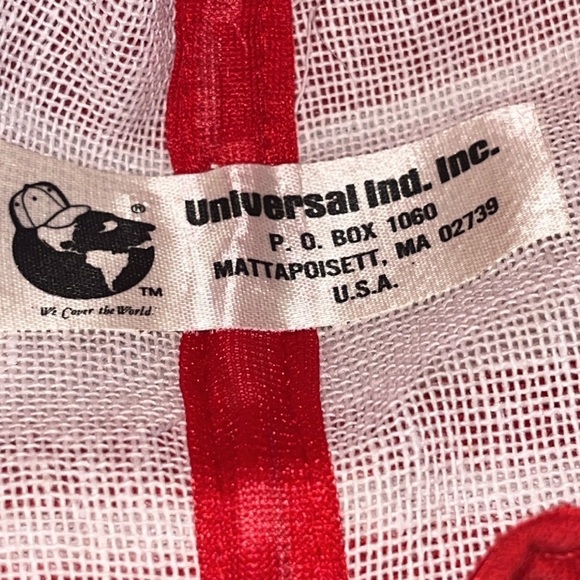 Universal Ind. Inc.
P. O. BOX 1060
MATTAPOISETT, MA 02739
U.S.A.
®
TM
We Cover the World